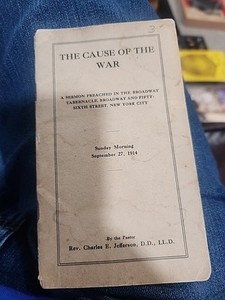 THE CAUSE OF THE
WAR
A SERMON PREACHED IN THE BROADWAY
TABERNACLE, BROADWAY AND FIFTY-
SIXTH STREET, NEW YORK CITY
Sunday Morning
September 27, 1914
By the Pastor
Rev. Charles E. Jefferson, D.D., LL.D.